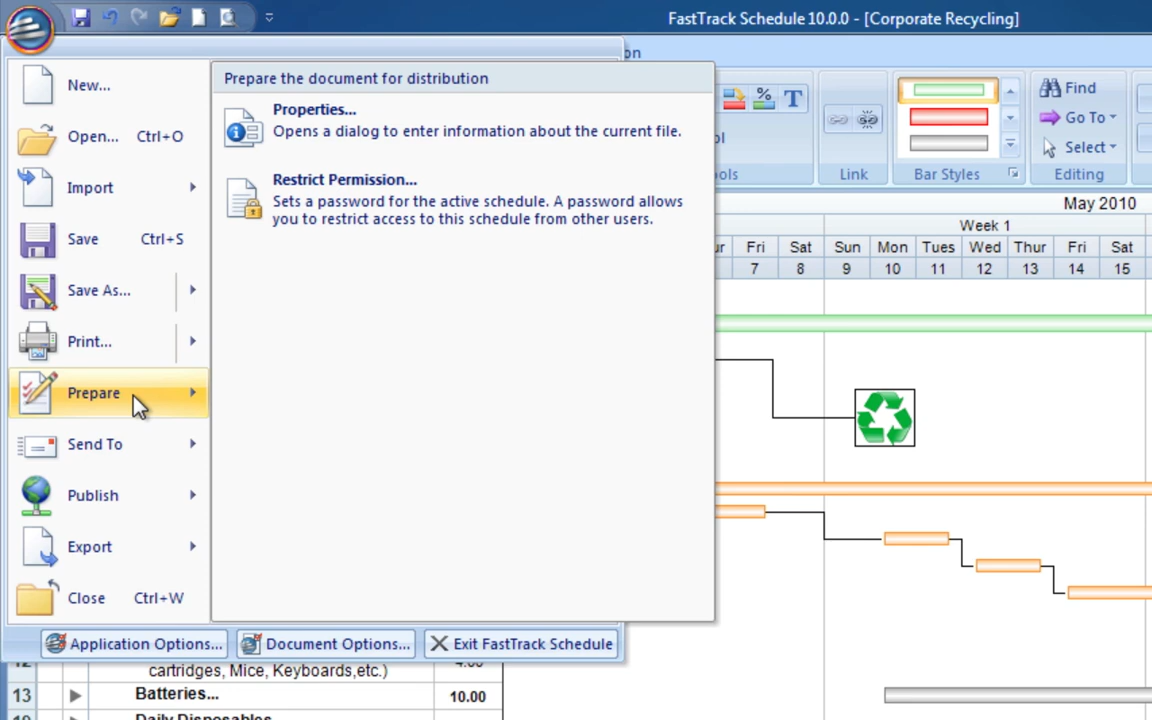 FastTrack Schedule 10.0.0 - [Corporate Recycling]
New...
Open... Ctrl+O
Import
Save Ctrl+S
Save As...
Print...
Prepare
Send To
Publish
Export
Close Ctrl+W
Prepare the document for distribution
Properties...
Opens a dialog to enter information about the current file.
Restrict Permission...
Sets a password for the active schedule. A password allows
you to restrict access to this schedule from other users.
Application Options... Document Options... Exit FastTrack Schedule
%
T
Find
Go To
Select
Link Bar Styles Editing
May 2010
Week 1
Fri Sat Sun Mon Tues Wed Thur Fri Sat
7 8 9 10 11 12 13 14 15
cartridges, Mice, Keyboards,etc.)
13 Batteries... 10.00
Daily Disposables